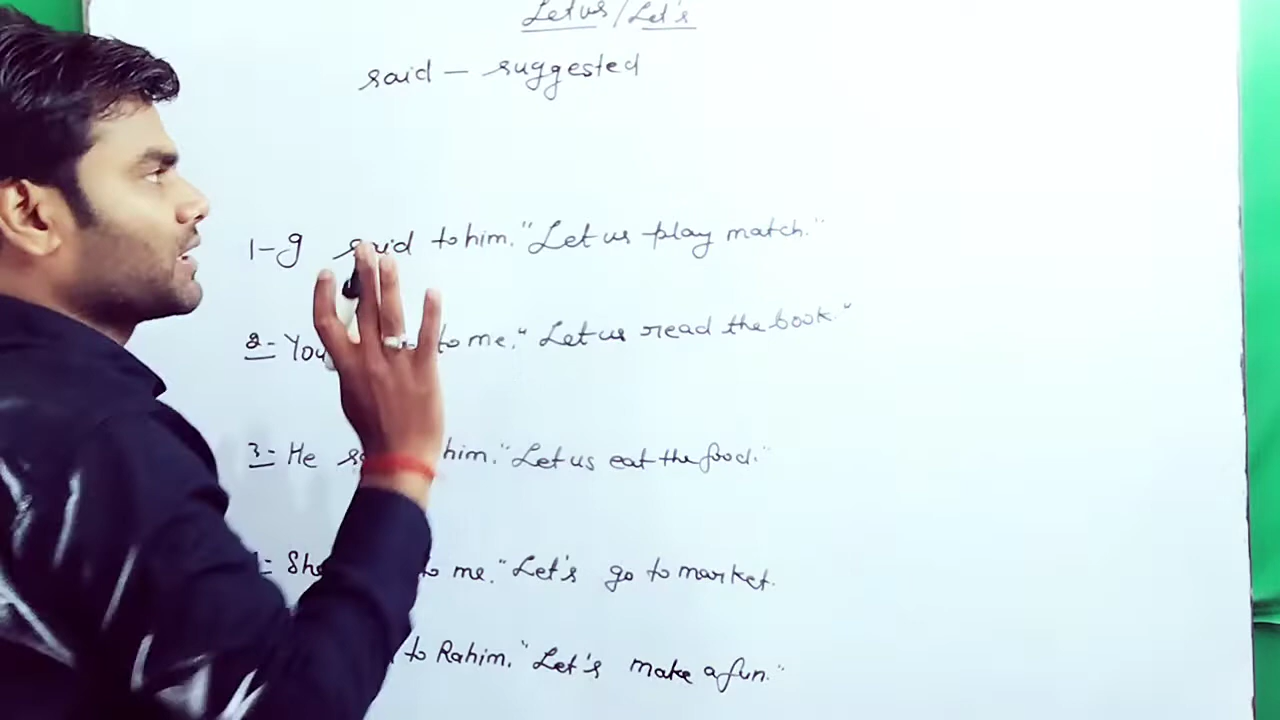 Let us / Let's
said — suggested
1- I said to him. "Let us play match."
2- You to me. "Let us read the book."
3- He him. "Let us eat the food."
She me. "Let's go to market.
to Rahim. "Let's make a fun."